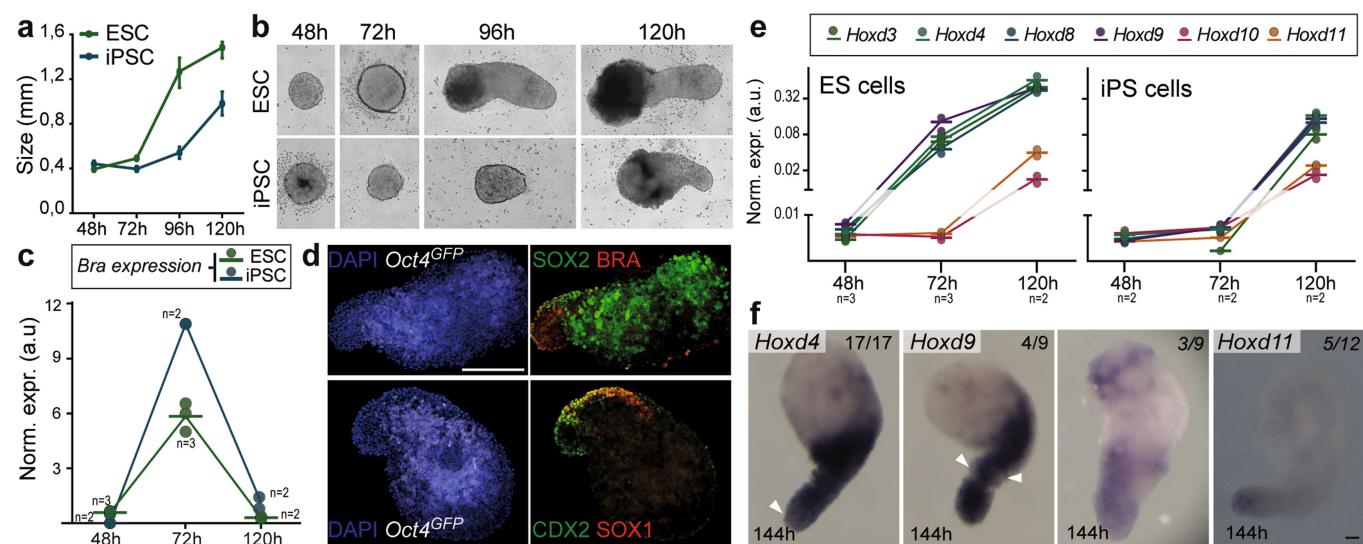 a
ESC
iPSC
1,6
1,2
0,8
0,4
0,0
Size (mm)
48h 72h 96h 120h
b
48h 72h 96h 120h
ESC
iPSC
c
Bra expression
ESC
iPSC
12
9
6
3
Norm. expr. (a.u)
n=2
n=3
n=3
n=2
n=2
n=2
48h 72h 120h
d
DAPI Oct4GFP
SOX2 BRA
DAPI Oct4GFP
CDX2 SOX1
e
Hoxd3 Hoxd4 Hoxd8 Hoxd9 Hoxd10 Hoxd11
ES cells
iPS cells
Norm. expr. (a.u.)
0.32
0.08
0.02
0.01
48h 72h 120h 48h 72h 120h
n=3 n=3 n=2 n=2 n=2 n=2
f
Hoxd4 17/17
144h
Hoxd9 4/9
144h
3/9
144h
Hoxd11 5/12
144h